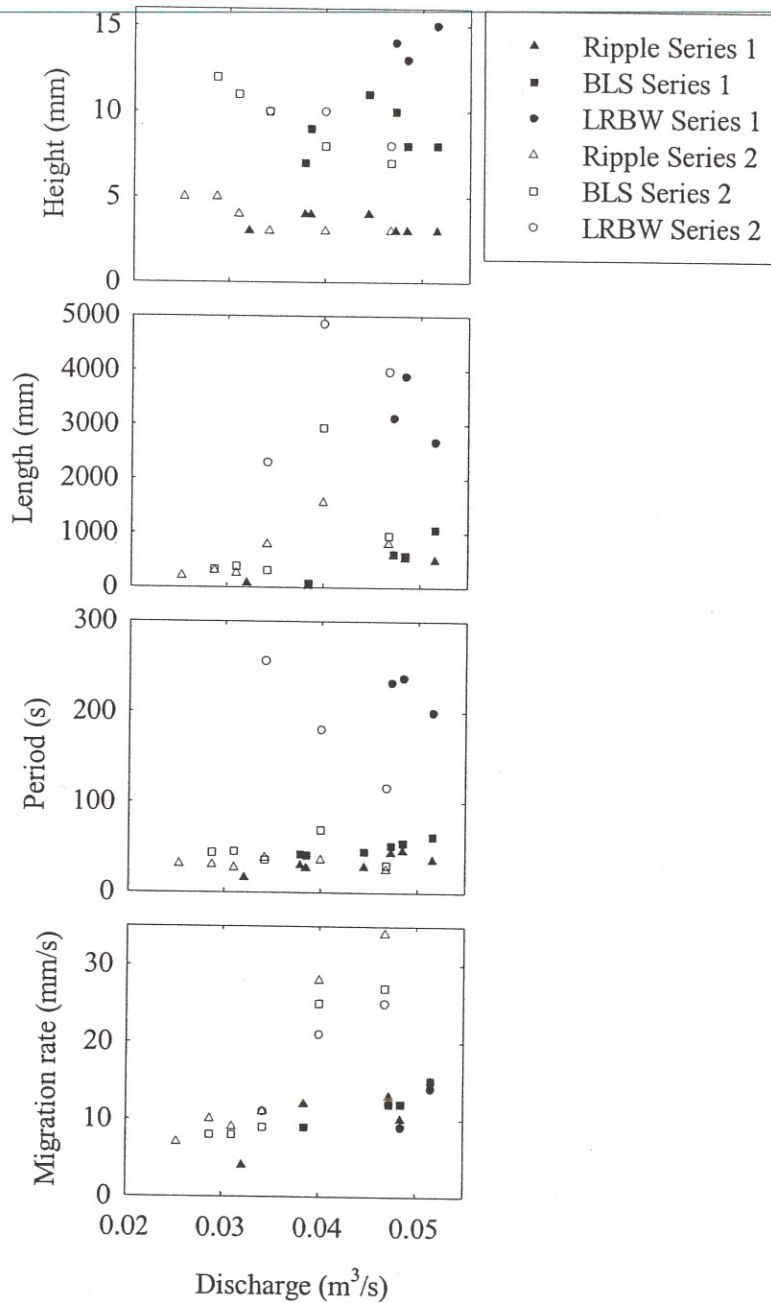 15
10
5
0
Height (mm)
Ripple Series 1
BLS Series 1
LRBW Series 1
Ripple Series 2
BLS Series 2
LRBW Series 2
5000
4000
3000
2000
1000
0
Length (mm)
300
200
100
0
Period (s)
30
20
10
0
Migration rate (mm/s)
0.02 0.03 0.04 0.05
Discharge (m³/s)